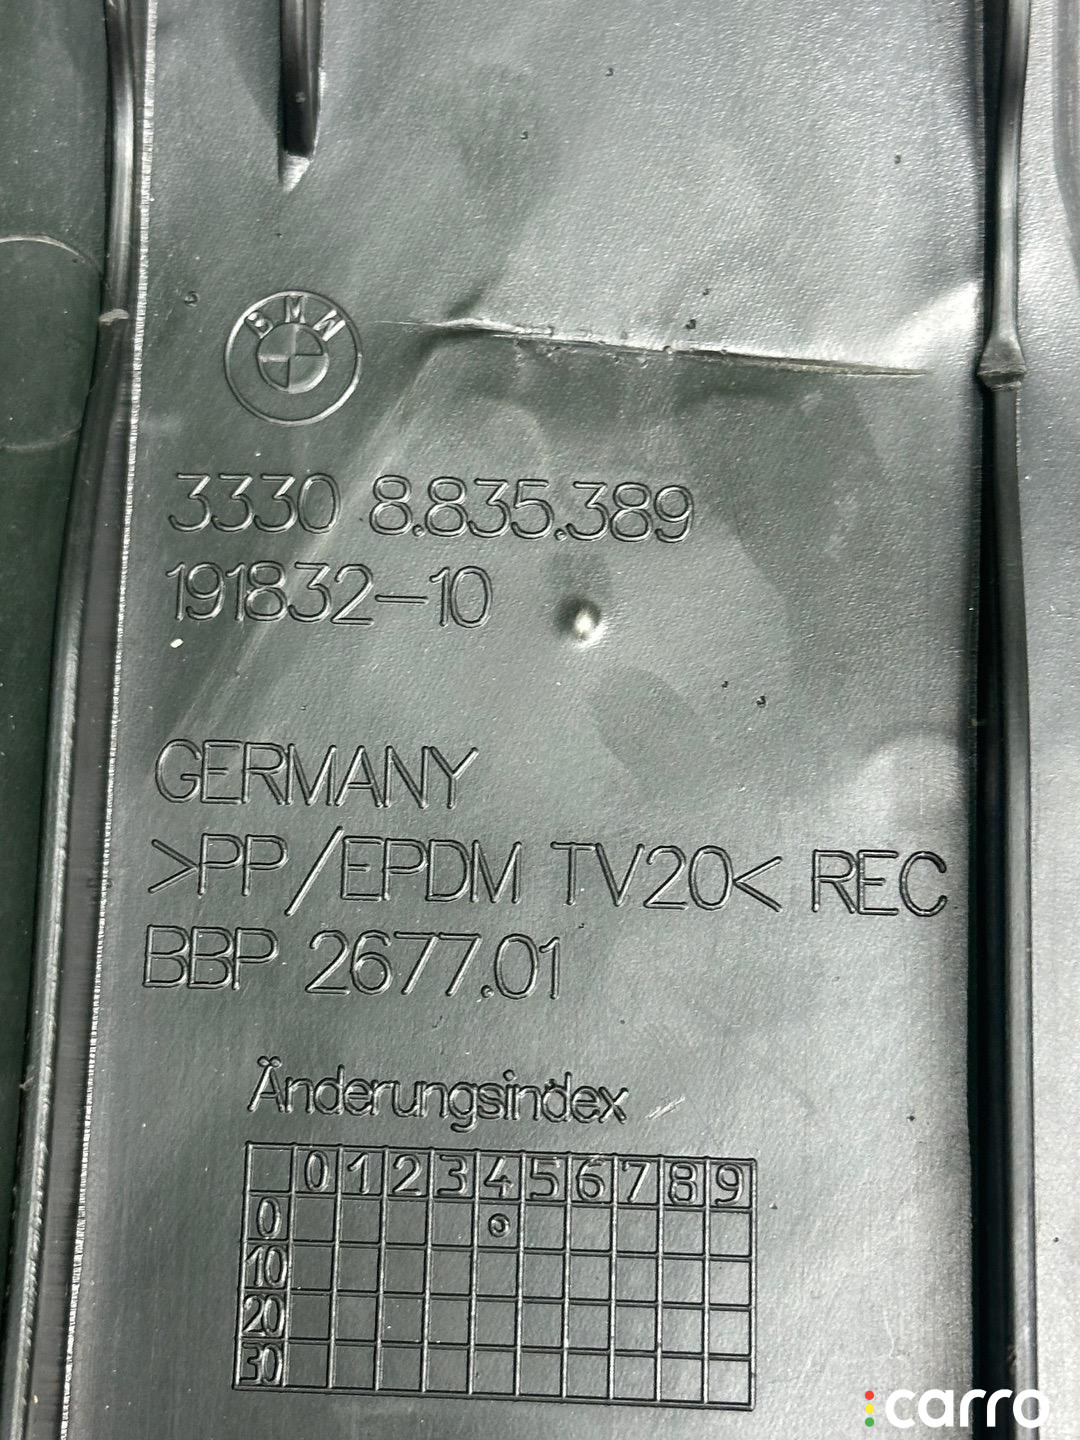 BMW
3330 8.835.389
191832-10
GERMANY
>PP/EPDM TV20< REC
BBP 2677.01
Änderungsindex
0 1 2 3 4 5 6 7 8 9
0
10
20
30
carro